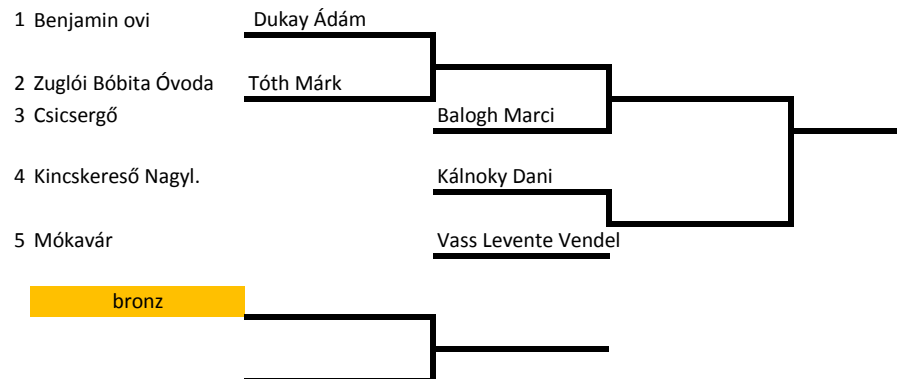 1 Benjamin ovi Dukay Ádám
2 Zuglói Bóbita Óvoda Tóth Márk
3 Csicsergő Balogh Marci
4 Kincskereső Nagyl. Kálnoky Dani
5 Mókavár Vass Levente Vendel
bronz